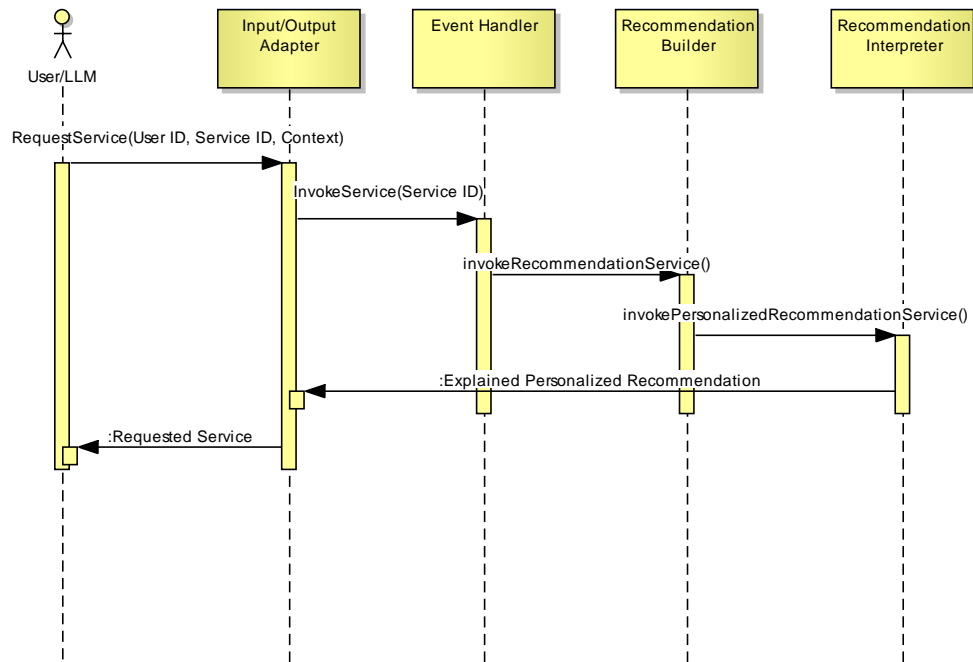 Input/Output
Adapter
Event Handler
Recommendation
Builder
Recommendation
Interpreter
User/LLM
RequestService(User ID, Service ID, Context)
InvokeService(Service ID)
invokeRecommendationService()
invokePersonalizedRecommendationService()
:Explained Personalized Recommendation
:Requested Service